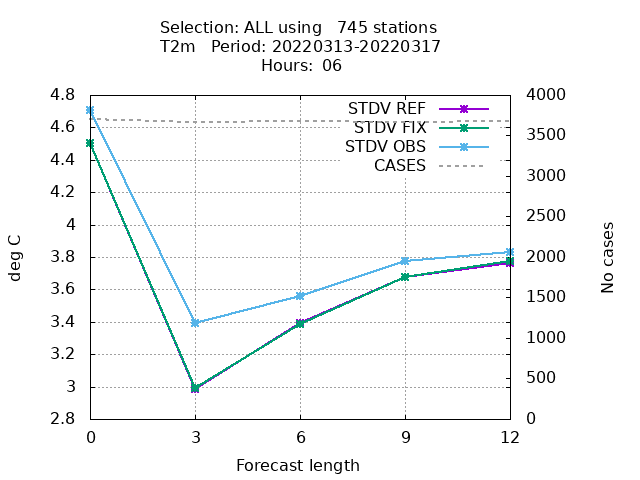 Selection: ALL using   745 stations
T2m   Period: 20220313-20220317
Hours: 06
4.8
4.6
4.4
4.2
4
3.8
3.6
3.4
3.2
3
2.8
deg C
4000
3500
3000
2500
2000
1500
1000
500
0
No cases
STDV REF
STDV FIX
STDV OBS
CASES
0 3 6 9 12
Forecast length